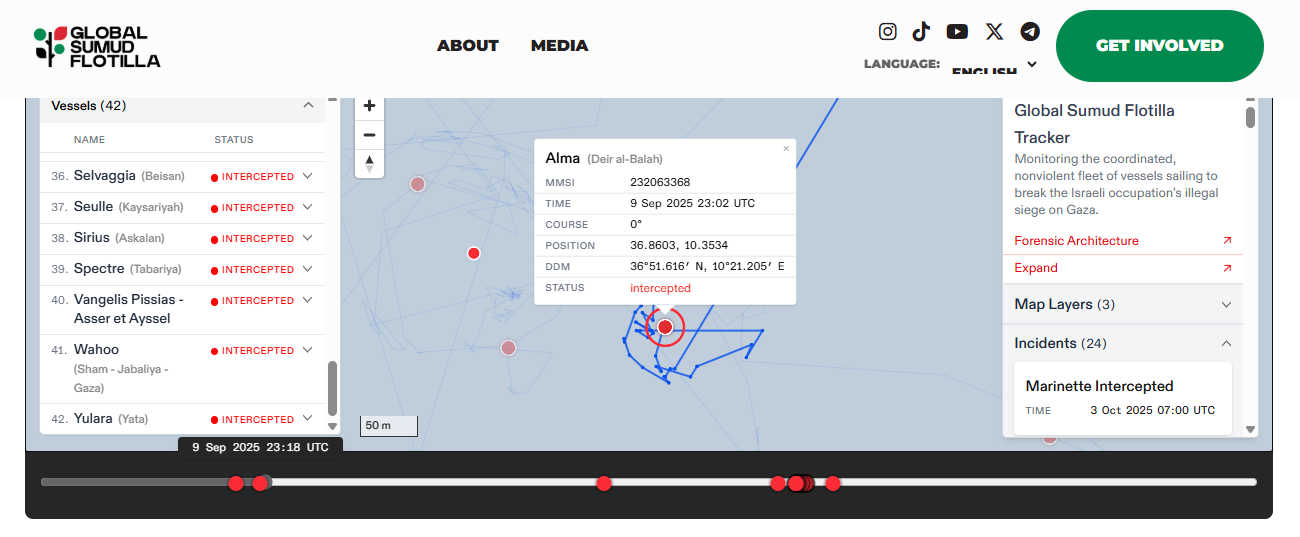 GLOBAL
SUMUD
FLOTILLA
ABOUT
MEDIA
LANGUAGE:
ENGLISH
GET INVOLVED
Vessels (42)
NAME STATUS
36. Selvaggia (Beisan) INTERCEPTED
37. Seulle (Kaysariyah) INTERCEPTED
38. Sirius (Askalan) INTERCEPTED
39. Spectre (Tabariya) INTERCEPTED
40. Vangelis Pissias - INTERCEPTED
Asser et Ayssel
41. Wahoo INTERCEPTED
(Sham - Jabaliya -
Gaza)
42. Yulara (Yata) INTERCEPTED
+
−
Alma (Deir al-Balah) ×
MMSI 232063368
TIME 9 Sep 2025 23:02 UTC
COURSE 0°
POSITION 36.8603, 10.3534
DDM 36°51.616′ N, 10°21.205′ E
STATUS intercepted
50 m
Global Sumud Flotilla
Tracker
Monitoring the coordinated,
nonviolent fleet of vessels sailing to
break the Israeli occupation's illegal
siege on Gaza.
Forensic Architecture
Expand
Map Layers (3)
Incidents (24)
Marinette Intercepted
TIME 3 Oct 2025 07:00 UTC
9 Sep 2025 23:18 UTC